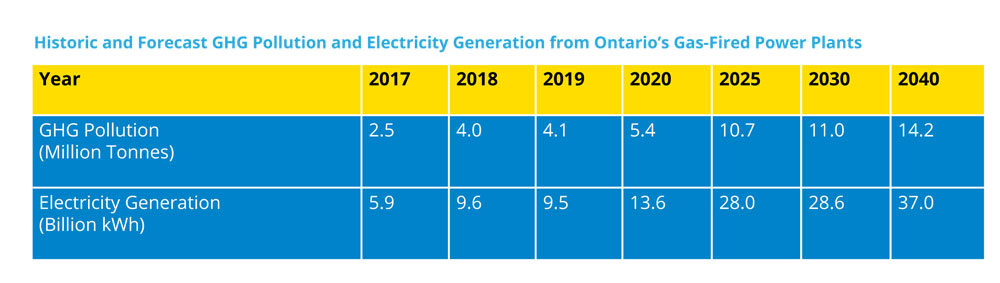 Historic and Forecast GHG Pollution and Electricity Generation from Ontario’s Gas-Fired Power Plants
Year 2017 2018 2019 2020 2025 2030 2040
GHG Pollution 2.5 4.0 4.1 5.4 10.7 11.0 14.2
(Million Tonnes)
Electricity Generation 5.9 9.6 9.5 13.6 28.0 28.6 37.0
(Billion kWh)